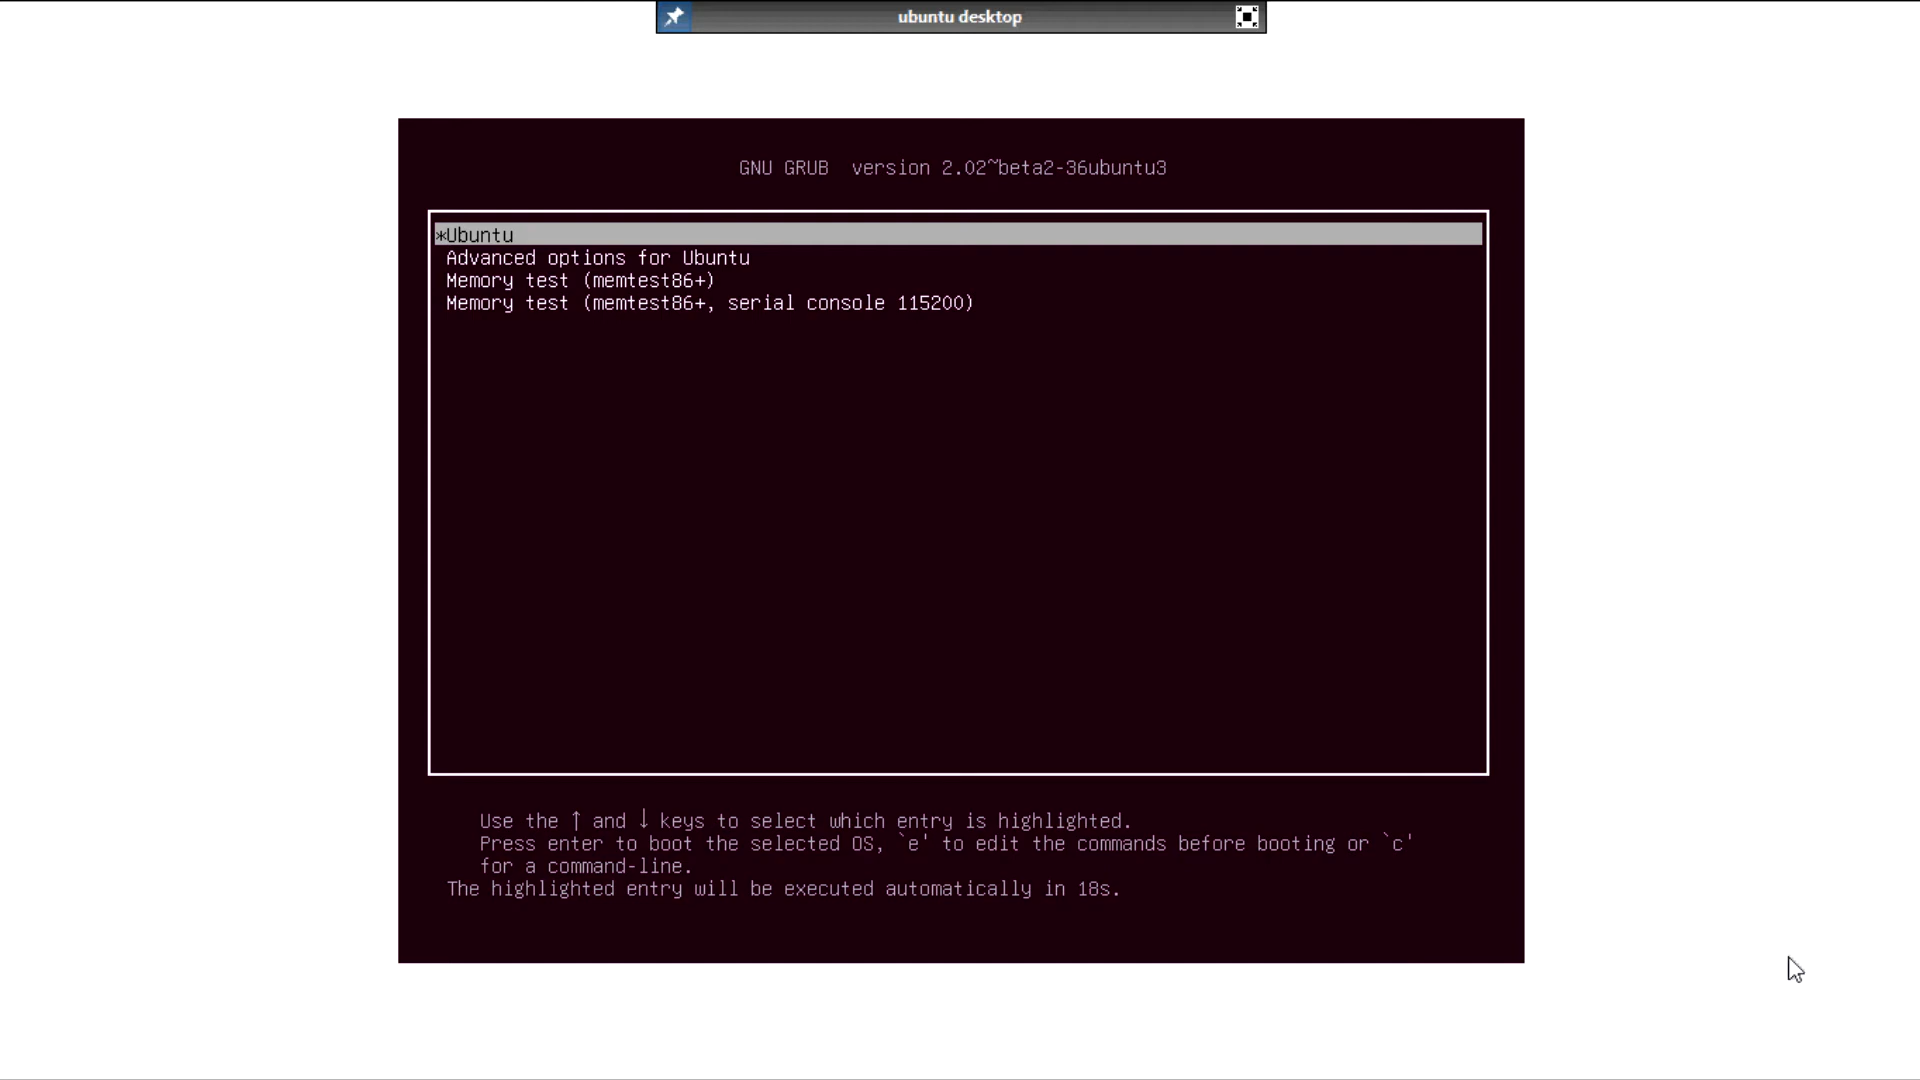 ubuntu desktop
GNU GRUB  version 2.02~beta2-36ubuntu3
*Ubuntu
Advanced options for Ubuntu
Memory test (memtest86+)
Memory test (memtest86+, serial console 115200)
Use the ↑ and ↓ keys to select which entry is highlighted.
Press enter to boot the selected OS, `e' to edit the commands before booting or `c'
for a command-line.
The highlighted entry will be executed automatically in 18s.